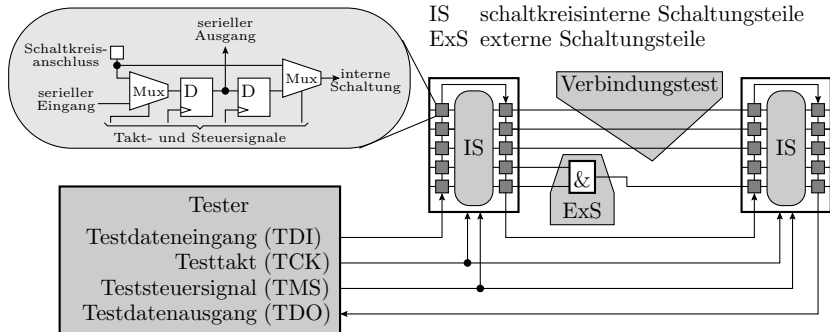 serieller
Ausgang
Schaltkreis-
anschluss
Mux
interne
Schaltung
serieller
Eingang
Mux
D
D
Takt- und Steuersignale
IS schaltkreisinterne Schaltungsteile
ExS externe Schaltungsteile
Verbindungstest
IS
IS
&
ExS
Tester
Testdateneingang (TDI)
Testtakt (TCK)
Teststeuersignal (TMS)
Testdatenausgang (TDO)